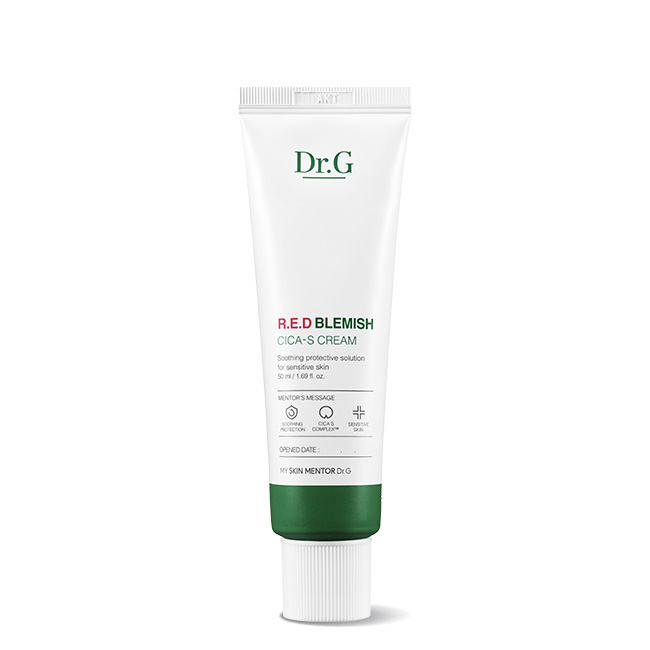 AKT
Dr.G
R.E.D BLEMISH
CICA-S CREAM
Soothing protective solution
for sensitive skin
50 ml / 1.69 fl. oz.
MENTOR'S MESSAGE
SOOTHING
PROTECTION
CICA S
COMPLEX™
SENSITIVE
SKIN
OPENED DATE : . .
MY SKIN MENTOR Dr.G